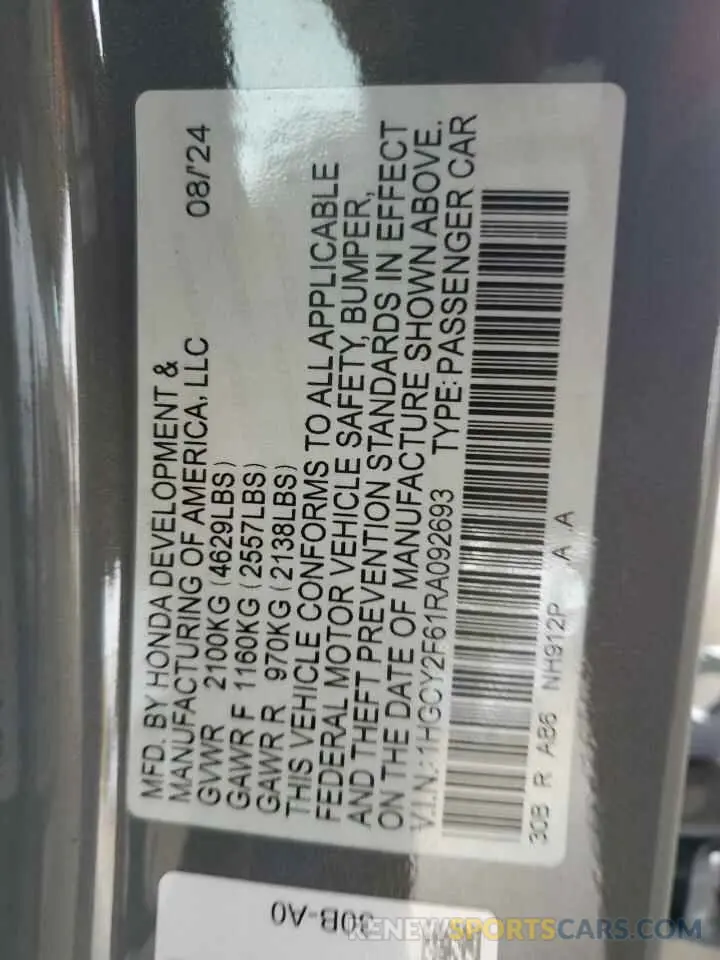 MFD. BY HONDA DEVELOPMENT & 08/'24
MANUFACTURING OF AMERICA, LLC
GVWR 2100KG (4629LBS)
GAWR F 1160KG (2557LBS)
GAWR R 970KG (2138LBS)
THIS VEHICLE CONFORMS TO ALL APPLICABLE
FEDERAL MOTOR VEHICLE SAFETY, BUMPER,
AND THEFT PREVENTION STANDARDS IN EFFECT
ON THE DATE OF MANUFACTURE SHOWN ABOVE.
V.I.N.: 1HGCY2F61RA092693 TYPE: PASSENGER CAR
30B R AB6 NH912P A A
30B-A0
RENEWSPORTSCARS.COM